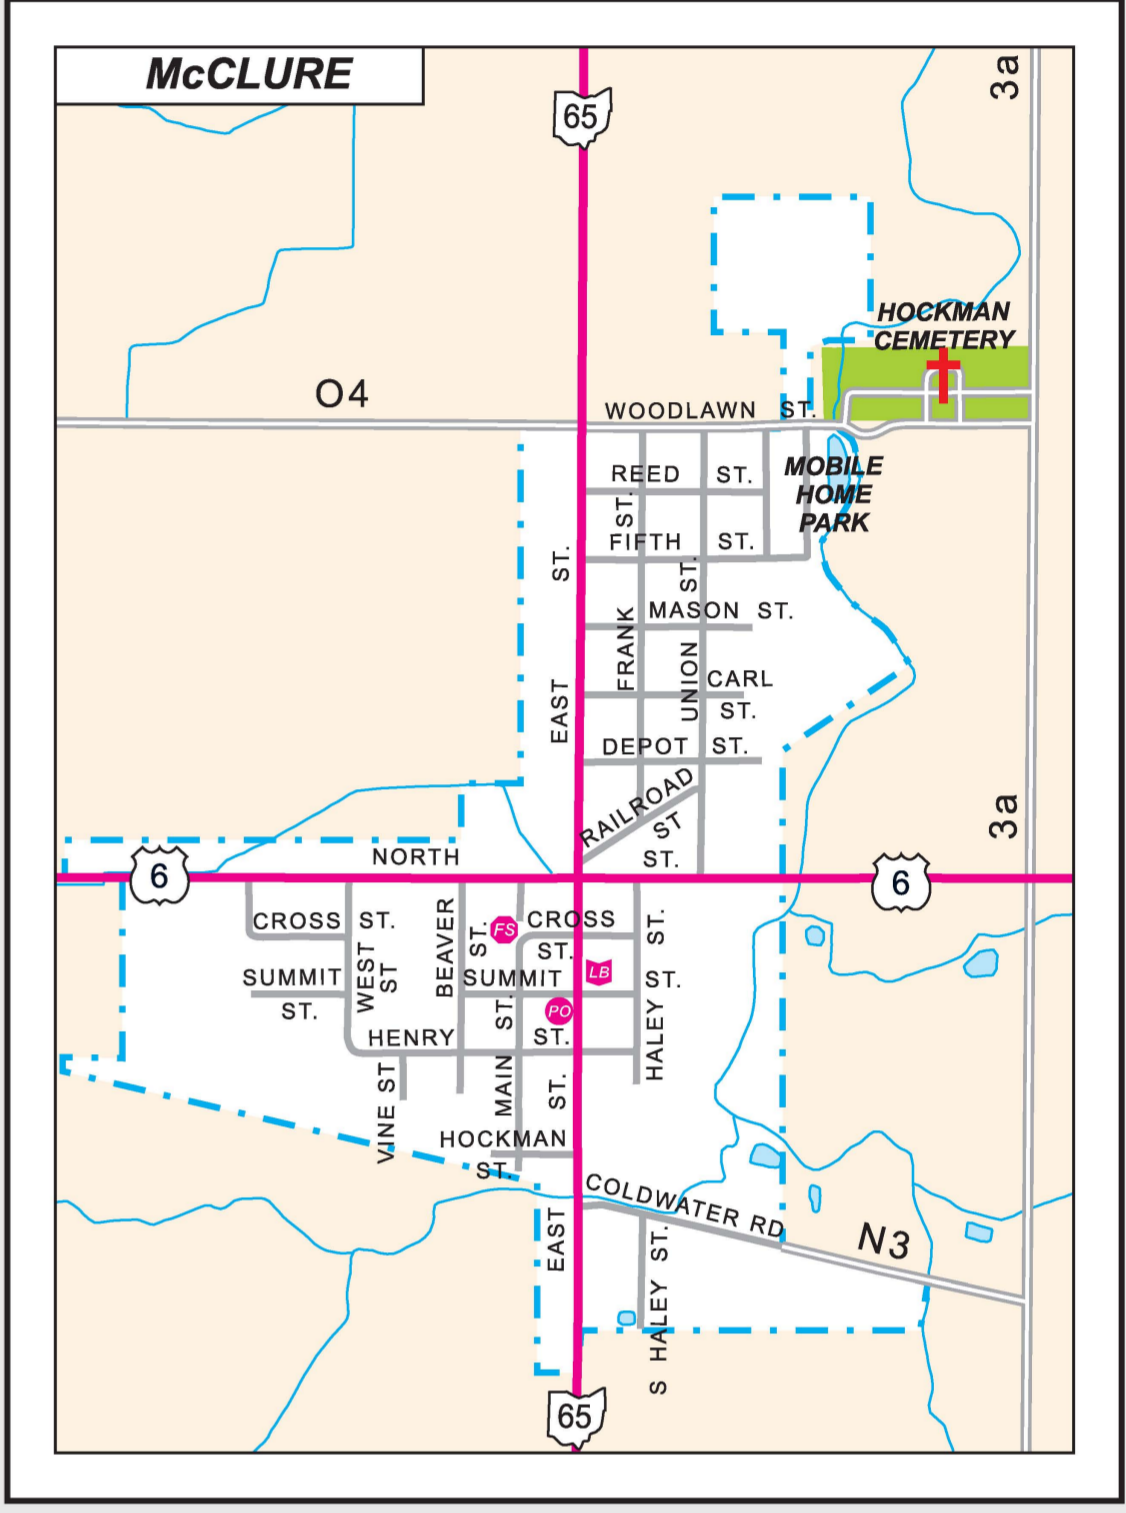 McCLURE
65
3a
HOCKMAN
CEMETERY
O4
WOODLAWN ST.
REED ST.
MOBILE
HOME
PARK
FIFTH ST.
MASON ST.
FRANK ST.
UNION ST.
CARL
ST.
EAST ST.
DEPOT ST.
RAILROAD
ST
3a
NORTH ST.
6
6
CROSS ST.
WEST
ST
BEAVER
ST.
FS
CROSS
ST.
LB
HALEY ST.
SUMMIT
ST.
SUMMIT ST.
PO
MAIN ST.
HENRY ST.
VINE ST
HOCKMAN
ST.
EAST ST.
COLDWATER RD
N3
S HALEY ST.
65